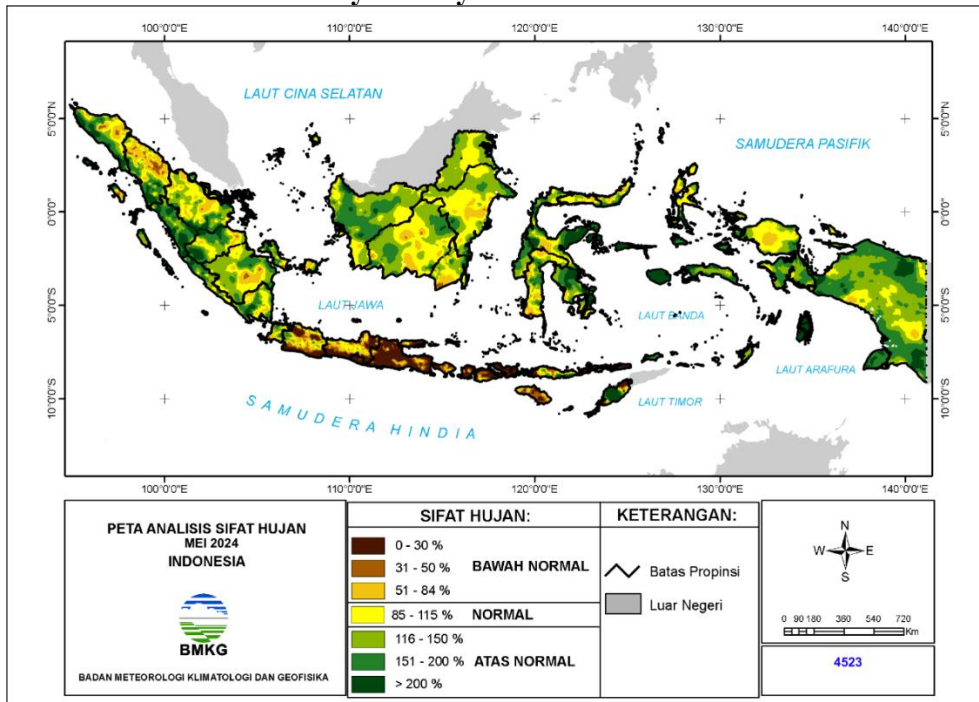 100°0'0"E 110°0'0"E 120°0'0"E 130°0'0"E 140°0'0"E
5°0'0"N 5°0'0"N
LAUT CINA SELATAN
SAMUDERA PASIFIK
0°0'0" 0°0'0"
LAUT JAWA
LAUT BANDA
5°0'0"S 5°0'0"S
LAUT ARAFURA
10°0'0"S 10°0'0"S
SAMUDERA HINDIA
LAUT TIMOR
100°0'0"E 110°0'0"E 120°0'0"E 130°0'0"E 140°0'0"E
PETA ANALISIS SIFAT HUJAN
MEI 2024
INDONESIA
BMKG
BADAN METEOROLOGI KLIMATOLOGI DAN GEOFISIKA
SIFAT HUJAN:
0 - 30 %
31 - 50 % BAWAH NORMAL
51 - 84 %
85 - 115 % NORMAL
116 - 150 %
151 - 200 % ATAS NORMAL
> 200 %
KETERANGAN:
Batas Propinsi
Luar Negeri
N
W E
S
0 90 180 360 540 720
Km
4523